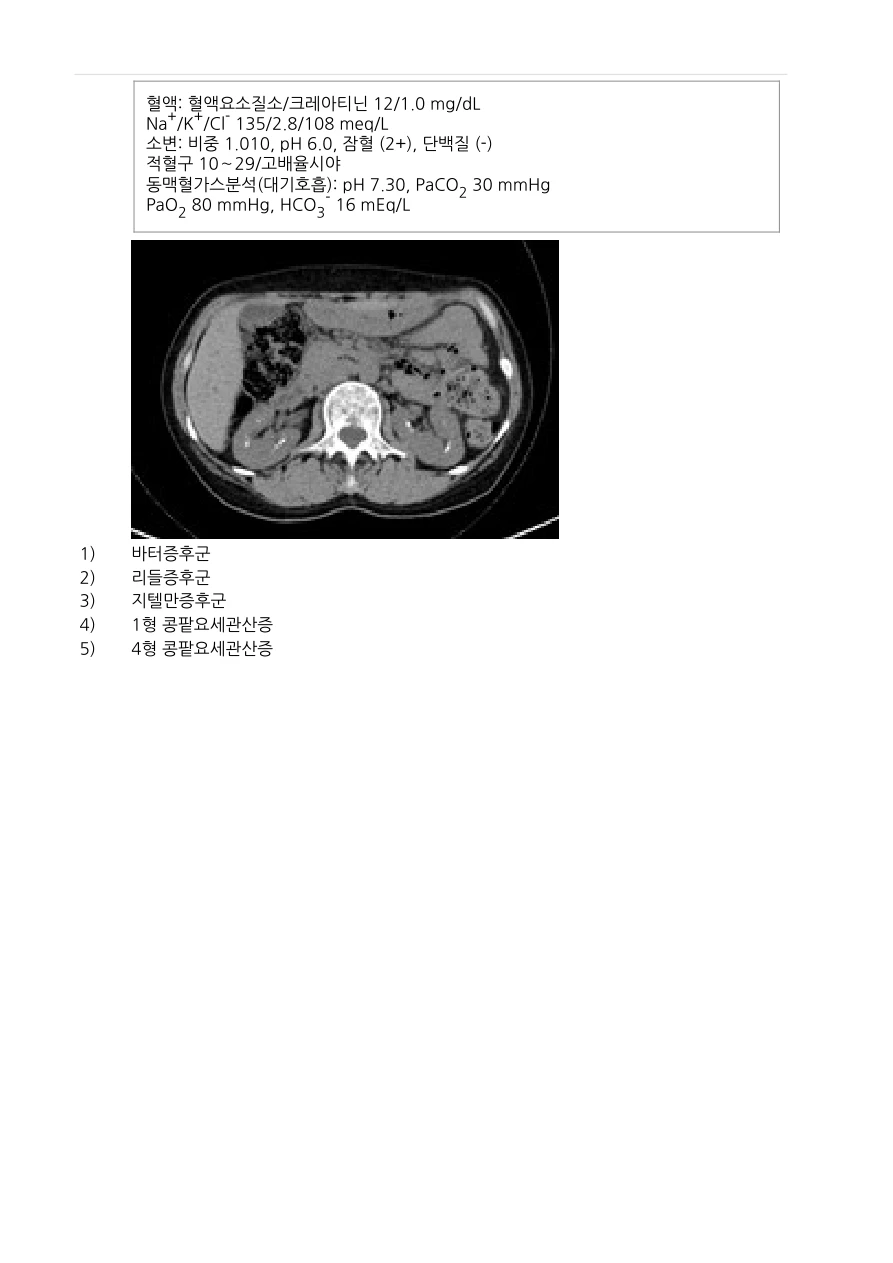 혈액: 혈액요소질소/크레아티닌 12/1.0 mg/dL
Na+/K+/Cl- 135/2.8/108 meq/L
소변: 비중 1.010, pH 6.0, 잠혈 (2+), 단백질 (-)
적혈구 10~29/고배율시야
동맥혈가스분석(대기호흡): pH 7.30, PaCO2 30 mmHg
PaO2 80 mmHg, HCO3- 16 mEq/L
1) 바터증후군
2) 리들증후군
3) 지텔만증후군
4) 1형 콩팥요세관산증
5) 4형 콩팥요세관산증